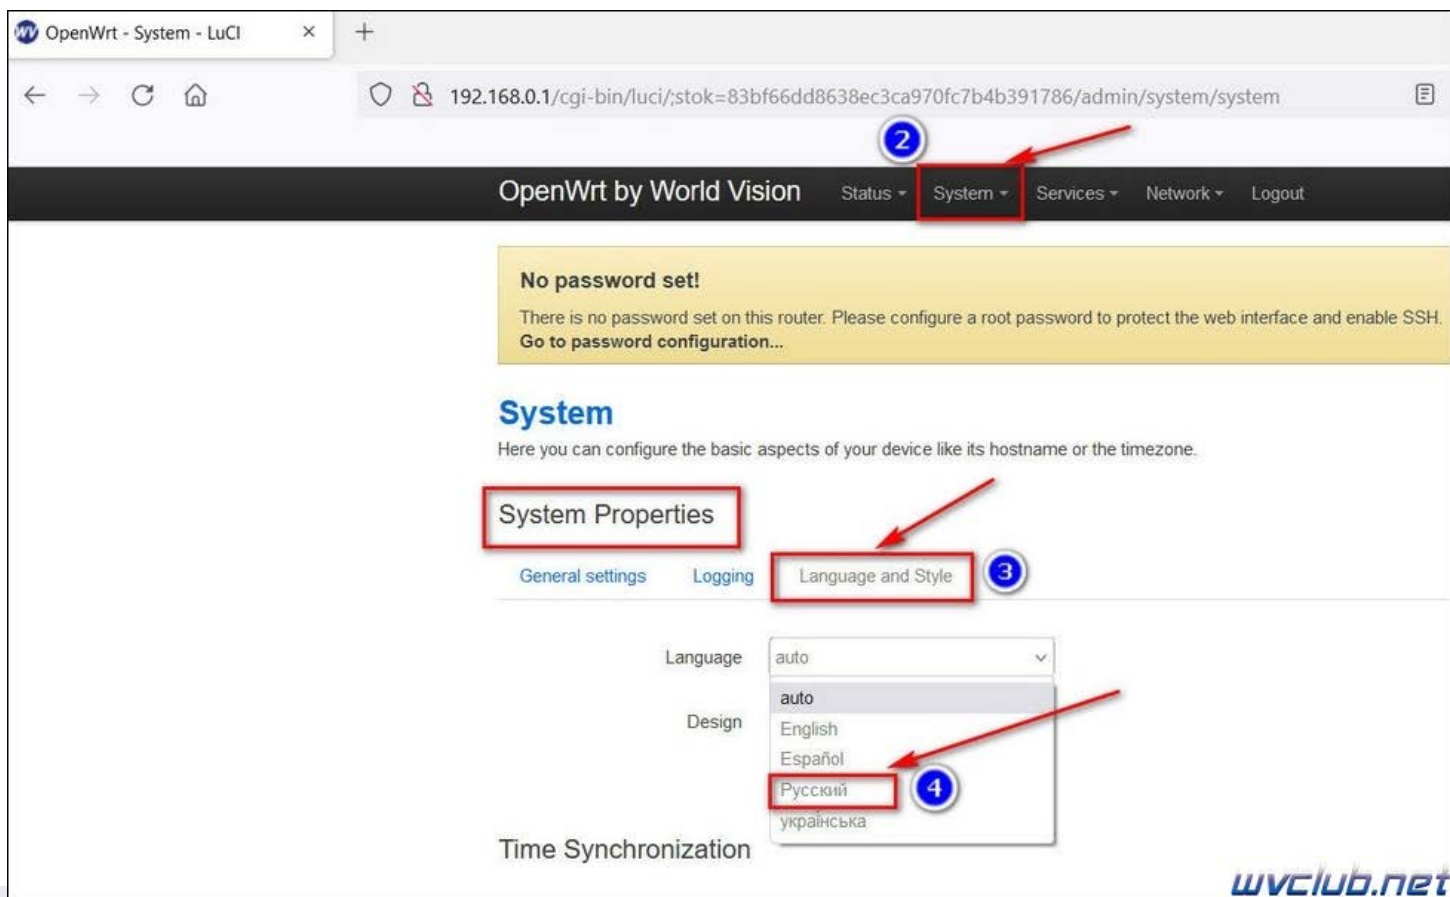 OpenWrt - System - LuCI
192.168.0.1/cgi-bin/luci/;stok=83bf66dd8638ec3ca970fc7b4b391786/admin/system/system
2
OpenWrt by World Vision Status System Services Network Logout
No password set!
There is no password set on this router. Please configure a root password to protect the web interface and enable SSH.
Go to password configuration...
System
Here you can configure the basic aspects of your device like its hostname or the timezone.
System Properties
General settings Logging Language and Style 3
Language auto
auto
Design
English
Español
Русский 4
українська
Time Synchronization
wvclub.net